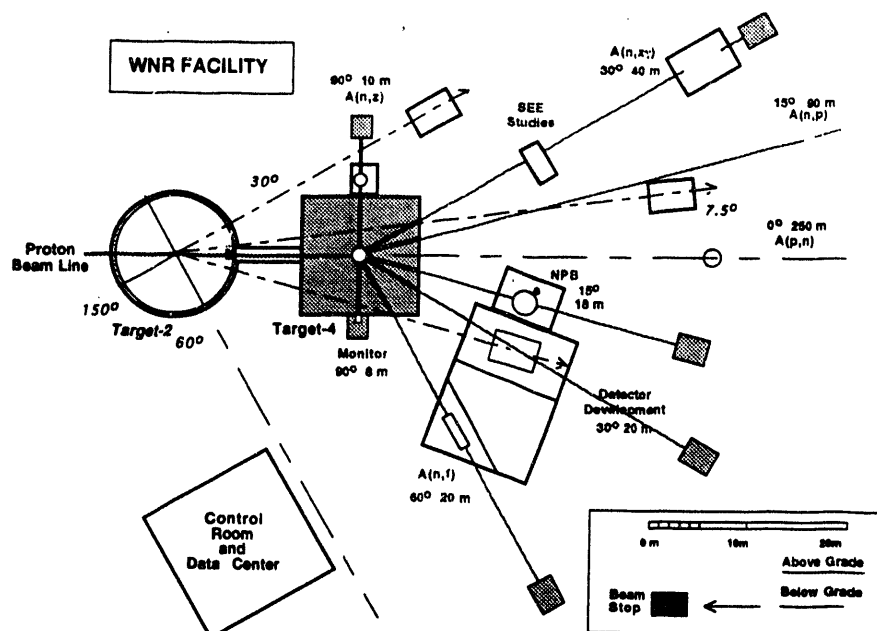 WNR FACILITY
90° 10 m
A(n,z)
A(n,xγ)
30° 40 m
SEE
Studies
15° 90 m
A(n,p)
30°
7.5°
0° 250 m
A(p,n)
Proton
Beam Line
NPB
15°
18 m
150°
Target-2
60°
Target-4
Monitor
90° 8 m
Detector
Development
30° 20 m
A(n,f)
60° 20 m
Control
Room
and
Data Center
0 m
10m
20m
Above Grade
Below Grade
Beam
Stop